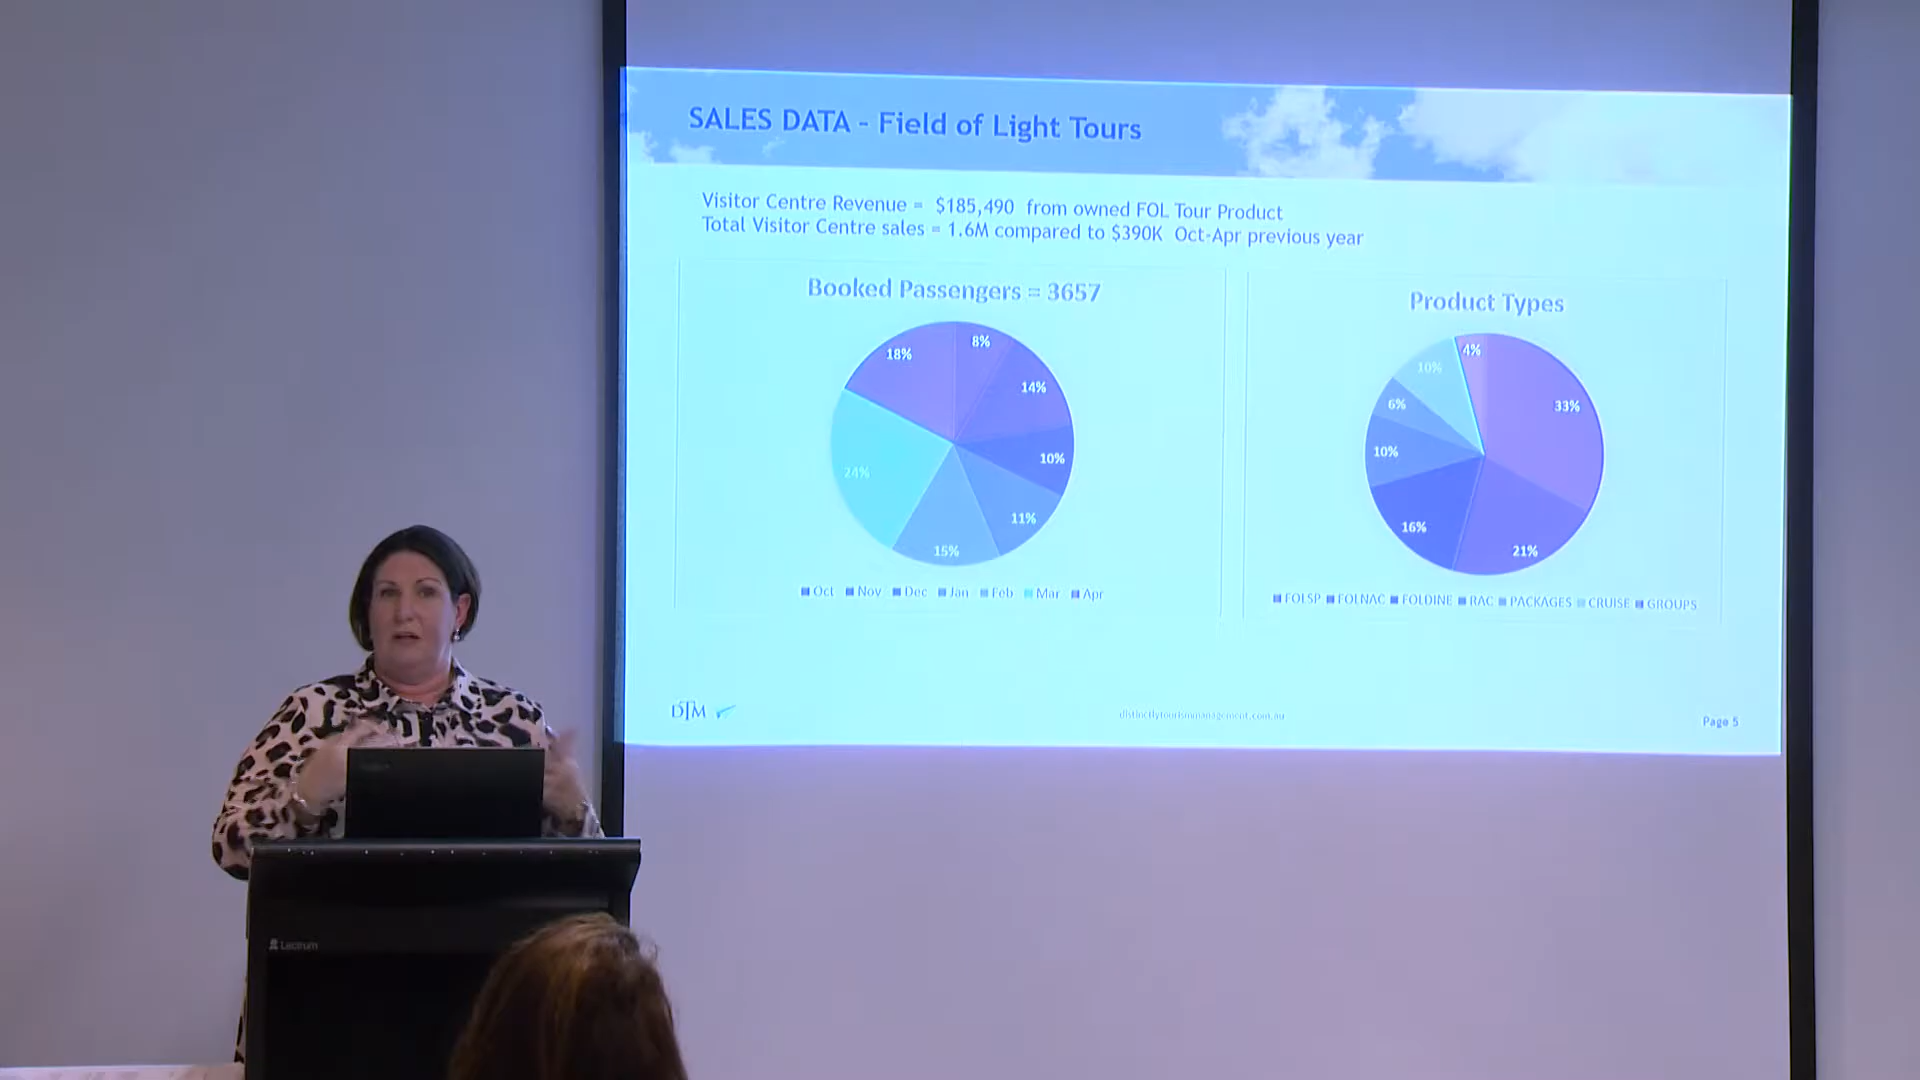 SALES DATA - Field of Light Tours
Visitor Centre Revenue = $185,490 from owned FOL Tour Product
Total Visitor Centre sales = 1.6M compared to $390K Oct-Apr previous year
Booked Passengers = 3657
8%
14%
10%
11%
15%
24%
18%
Oct Nov Dec Jan Feb Mar Apr
Product Types
33%
21%
16%
10%
6%
10%
4%
FOLSP FOLNAC FOLDINE RAC PACKAGES CRUISE GROUPS
DTM
distinctlytourismmanagement.com.au
Page 5
Lectrum